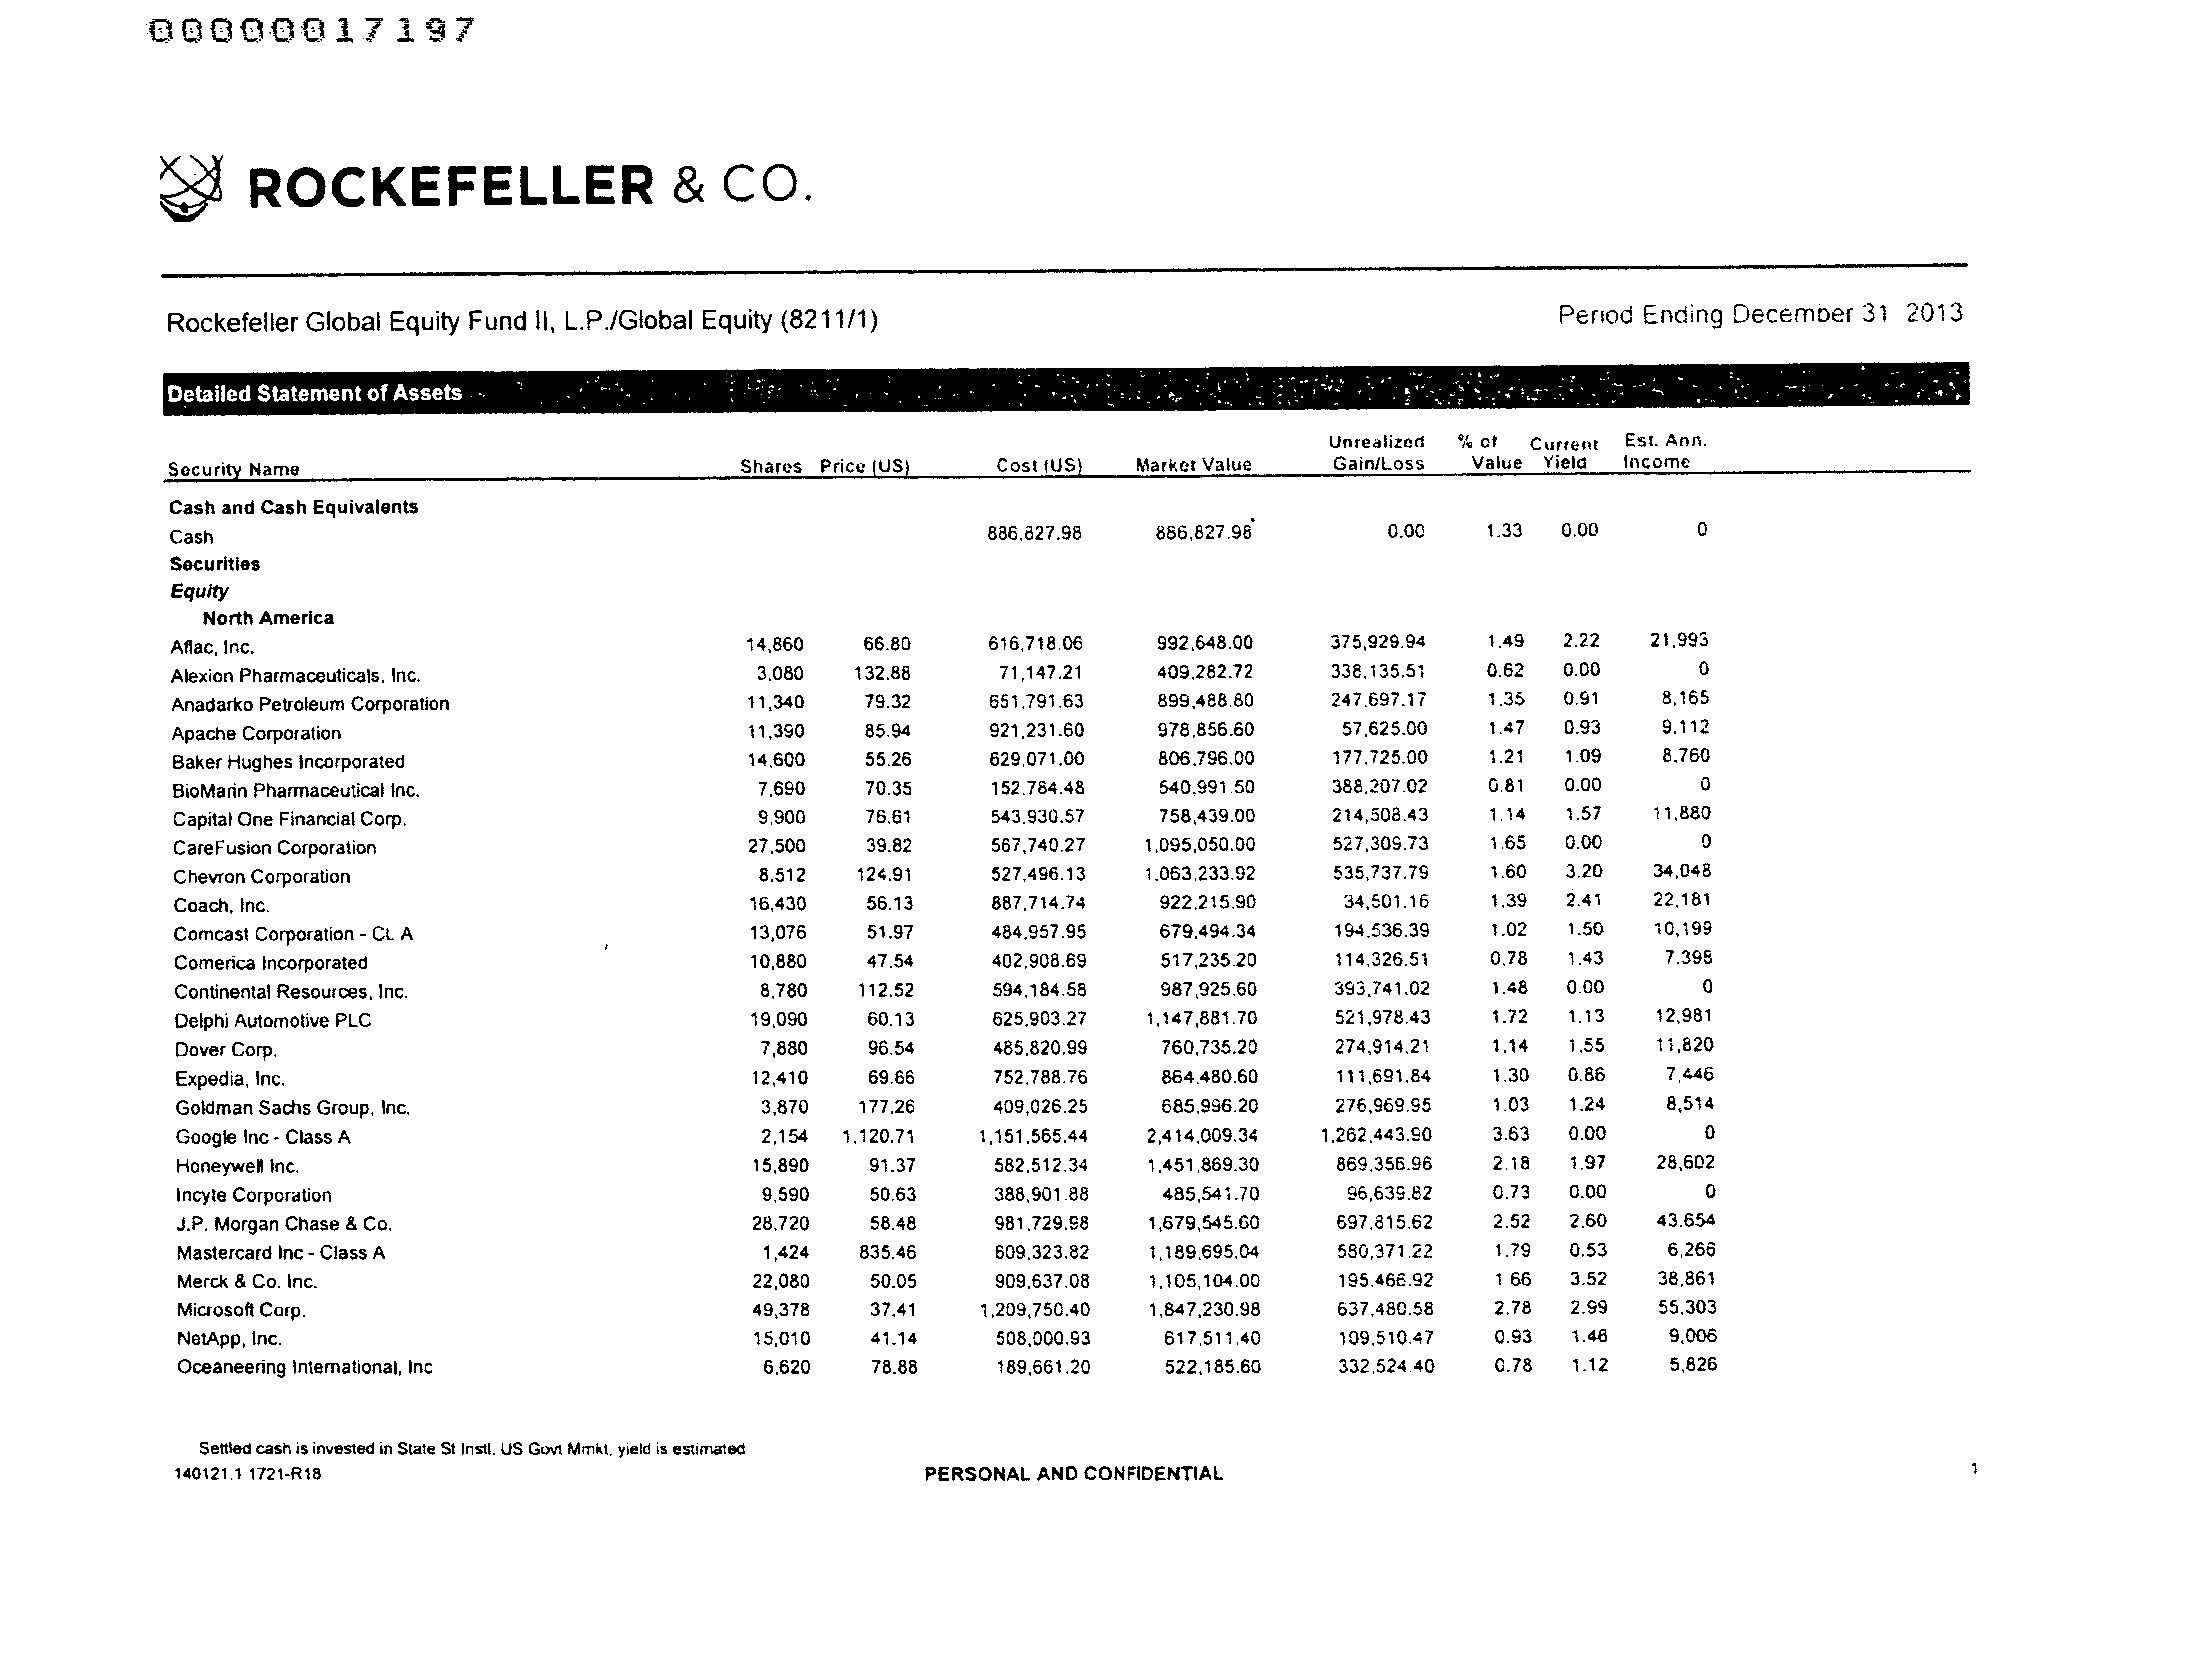 00000017197
ROCKEFELLER & CO.
Rockefeller Global Equity Fund II, L.P./Global Equity (8211/1) Period Ending December 31 2013
Detailed Statement of Assets
Unrealized % of Current Est. Ann.
Security Name Shares Price (US) Cost (US) Market Value Gain/Loss Value Yield Income
Cash and Cash Equivalents
Cash 886,827.98 886,827.98 0.00 1.33 0.00 0
Securities
Equity
North America
Aflac, Inc. 14,860 66.80 616,718.06 992,648.00 375,929.94 1.49 2.22 21,993
Alexion Pharmaceuticals, Inc. 3,080 132.88 71,147.21 409,282.72 338,135.51 0.62 0.00 0
Anadarko Petroleum Corporation 11,340 79.32 651,791.63 899,488.80 247,697.17 1.35 0.91 8,165
Apache Corporation 11,390 85.94 921,231.60 978,856.60 57,625.00 1.47 0.93 9,112
Baker Hughes Incorporated 14,600 55.26 629,071.00 806,796.00 177,725.00 1.21 1.09 8,760
BioMarin Pharmaceutical Inc. 7,690 70.35 152,784.48 540,991.50 388,207.02 0.81 0.00 0
Capital One Financial Corp. 9,900 76.61 543,930.57 758,439.00 214,508.43 1.14 1.57 11,880
CareFusion Corporation 27,500 39.82 567,740.27 1,095,050.00 527,309.73 1.65 0.00 0
Chevron Corporation 8,512 124.91 527,496.13 1,063,233.92 535,737.79 1.60 3.20 34,048
Coach, Inc. 16,430 56.13 887,714.74 922,215.90 34,501.16 1.39 2.41 22,181
Comcast Corporation - CL A 13,076 51.97 484,957.95 679,494.34 194,536.39 1.02 1.50 10,199
Comerica Incorporated 10,880 47.54 402,908.69 517,235.20 114,326.51 0.78 1.43 7,398
Continental Resources, Inc. 8,780 112.52 594,184.58 987,925.60 393,741.02 1.48 0.00 0
Delphi Automotive PLC 19,090 60.13 625,903.27 1,147,881.70 521,978.43 1.72 1.13 12,981
Dover Corp. 7,880 96.54 485,820.99 760,735.20 274,914.21 1.14 1.55 11,820
Expedia, Inc. 12,410 69.66 752,788.76 864,480.60 111,691.84 1.30 0.86 7,446
Goldman Sachs Group, Inc. 3,870 177.26 409,026.25 685,996.20 276,969.95 1.03 1.24 8,514
Google Inc - Class A 2,154 1,120.71 1,151,565.44 2,414,009.34 1,262,443.90 3.63 0.00 0
Honeywell Inc. 15,890 91.37 582,512.34 1,451,869.30 869,356.96 2.18 1.97 28,602
Incyte Corporation 9,590 50.63 388,901.88 485,541.70 96,639.82 0.73 0.00 0
J.P. Morgan Chase & Co. 28,720 58.48 981,729.98 1,679,545.60 697,815.62 2.52 2.60 43,654
Mastercard Inc - Class A 1,424 835.46 609,323.82 1,189,695.04 580,371.22 1.79 0.53 6,266
Merck & Co. Inc. 22,080 50.05 909,637.08 1,105,104.00 195,466.92 1 66 3.52 38,861
Microsoft Corp. 49,378 37.41 1,209,750.40 1,847,230.98 637,480.58 2.78 2.99 55,303
NetApp, Inc. 15,010 41.14 508,000.93 617,511.40 109,510.47 0.93 1.46 9,006
Oceaneering International, Inc 6,620 78.88 189,661.20 522,185.60 332,524.40 0.78 1.12 5,826
Settled cash is invested in State St Instl. US Govt Mmkt, yield is estimated
140121.1 1721-R18 PERSONAL AND CONFIDENTIAL 1